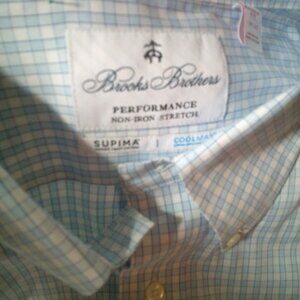 Brooks Brothers
PERFORMANCE
NON-IRON STRETCH
SUPIMA | COOLMAX